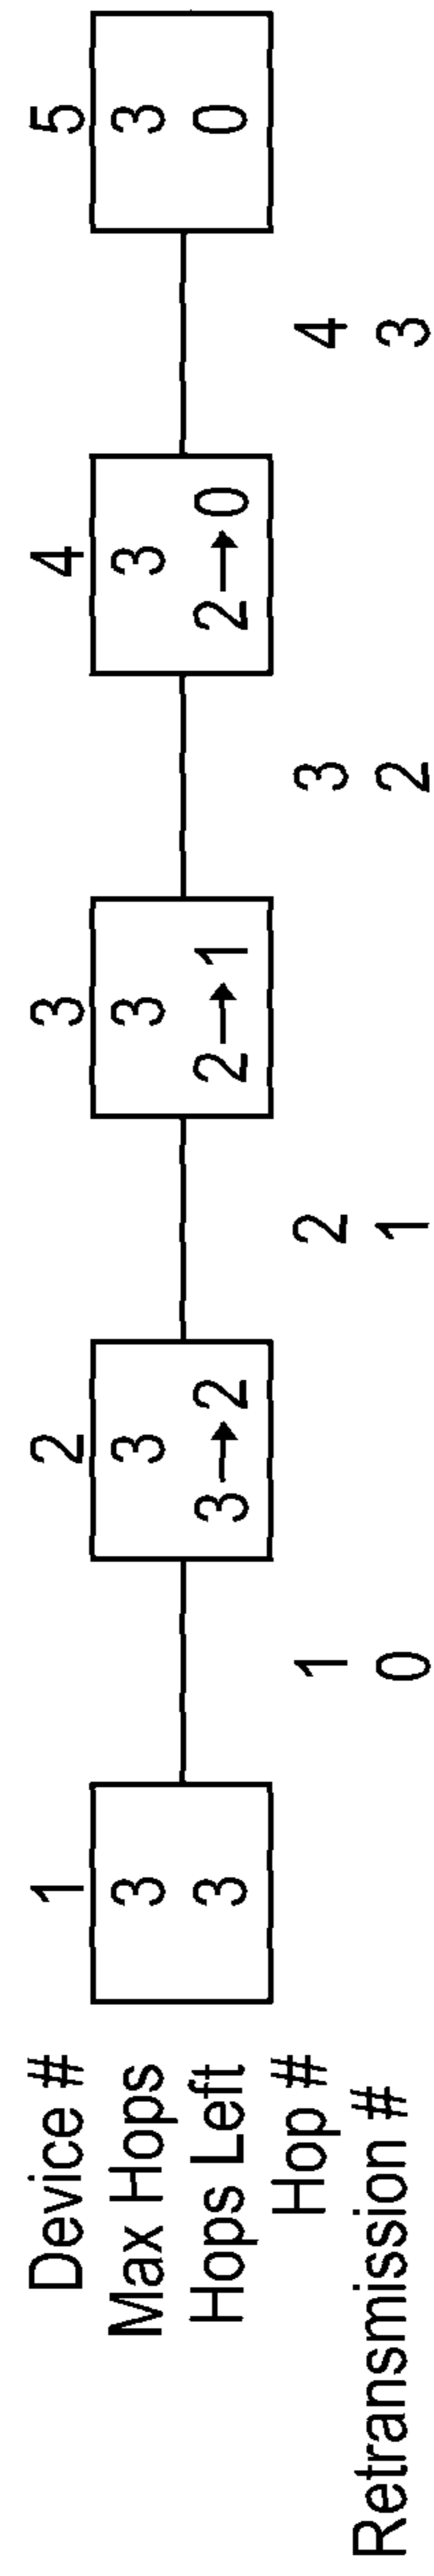 Device # 1 2 3 4 5
Max Hops 3 3 3 3 3
Hops Left 3 3→2 2→1 2→0 0
Hop # 1 2 3 4
Retransmission # 0 1 2 3